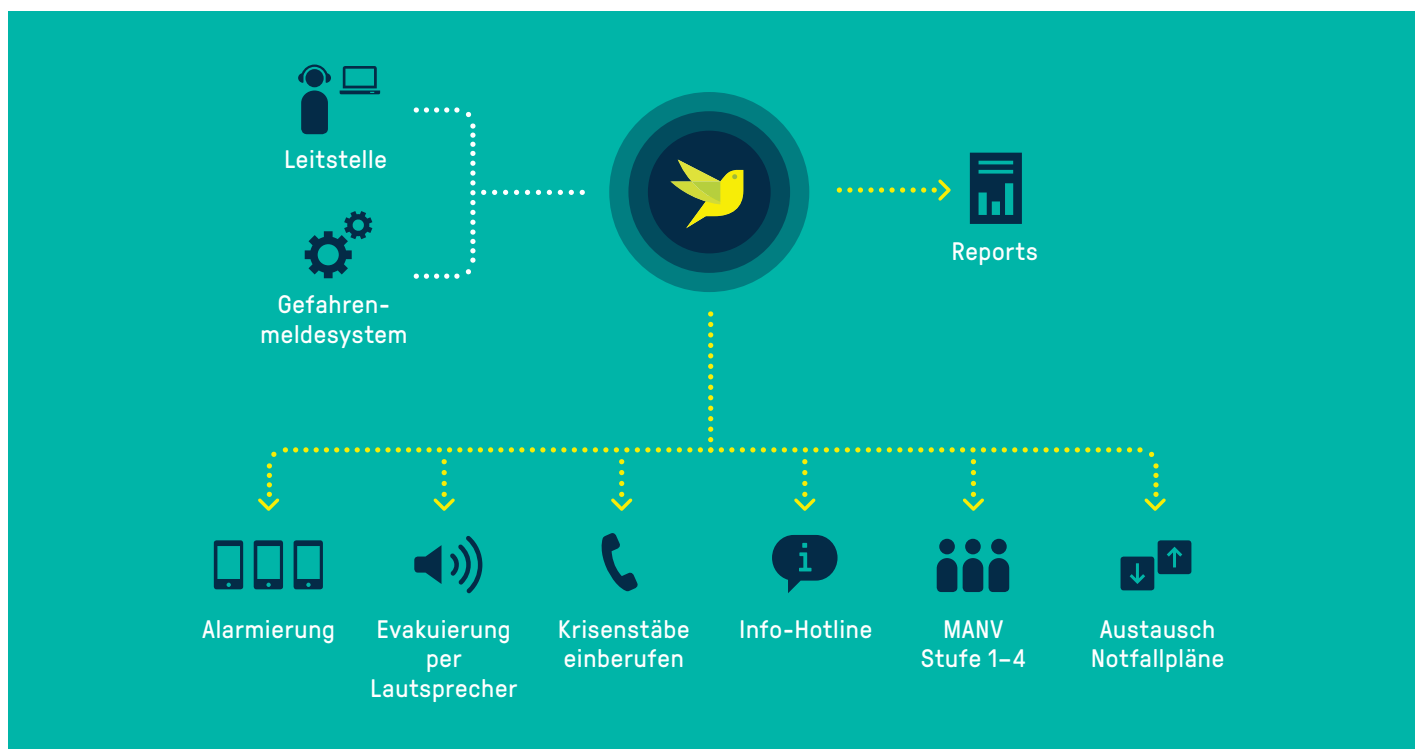 Leitstelle
Gefahren-
meldesystem
Reports
Alarmierung
Evakuierung
per
Lautsprecher
Krisenstäbe
einberufen
Info-Hotline
MANV
Stufe 1–4
Austausch
Notfallpläne